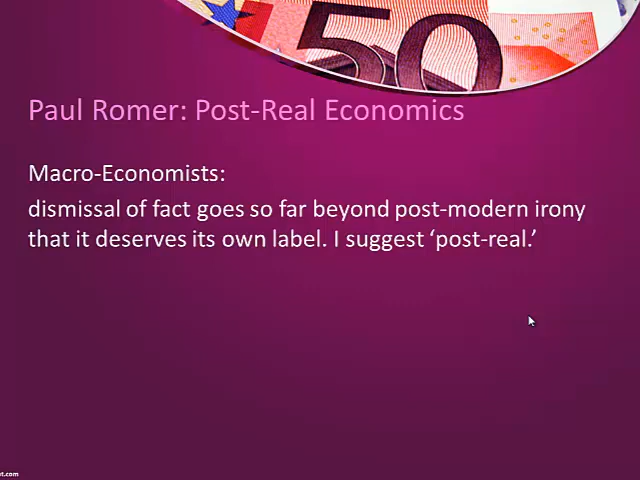 50
Paul Romer: Post-Real Economics
Macro-Economists:
dismissal of fact goes so far beyond post-modern irony
that it deserves its own label. I suggest ‘post-real.’